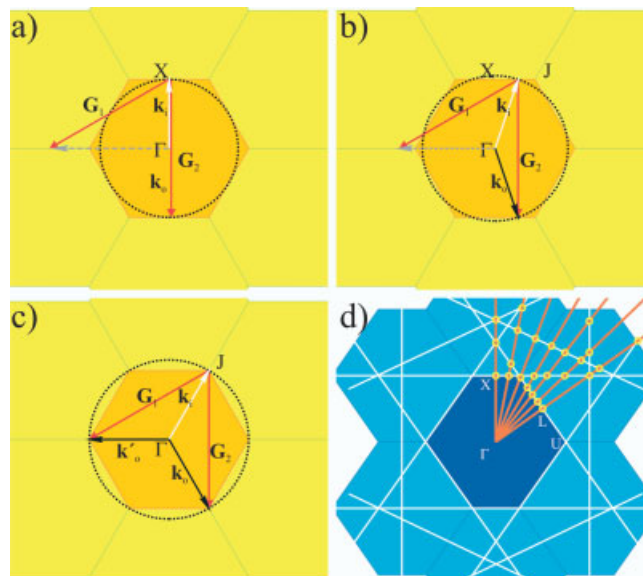 a)
X
G₁
kᵢ
Γ
G₂
kₒ
b)
X
J
G₁
kᵢ
Γ
G₂
kₒ
c)
J
G₁
kᵢ
k′ₒ
Γ
G₂
kₒ
d)
X
L
Γ
U